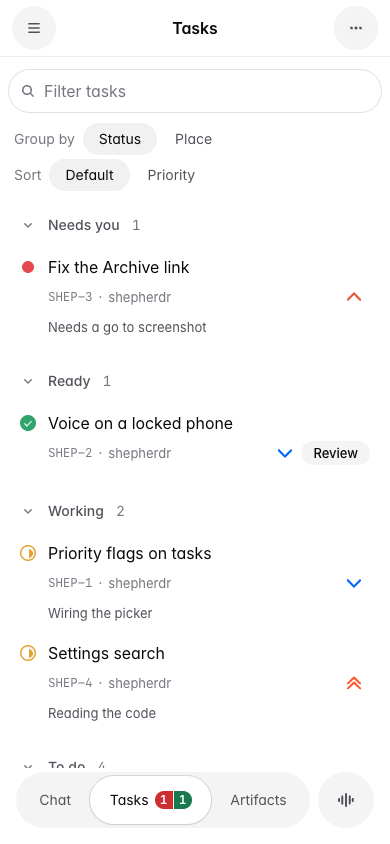 Tasks
Filter tasks
Group by Status Place
Sort Default Priority
Needs you 1
Fix the Archive link
SHEP-3 · shepherdr
Needs a go to screenshot
Ready 1
Voice on a locked phone
SHEP-2 · shepherdr Review
Working 2
Priority flags on tasks
SHEP-1 · shepherdr
Wiring the picker
Settings search
SHEP-4 · shepherdr
Reading the code
To do 4
Chat Tasks 1 1 Artifacts